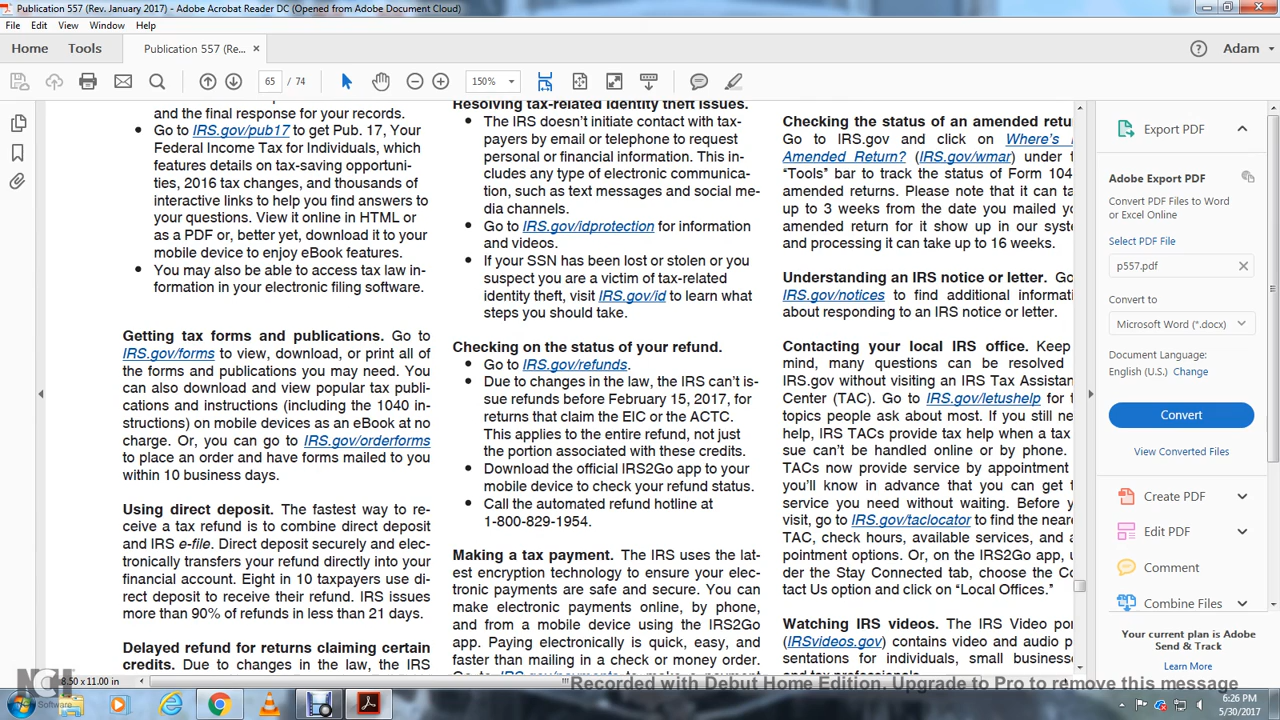 Publication 557 (Rev. January 2017) - Adobe Acrobat Reader DC (Opened from Adobe Document Cloud)
File Edit View Window Help
Home Tools Publication 557 (Re... × Adam
65 / 74 150%
and the final response for your records.
Go to IRS.gov/pub17 to get Pub. 17, Your
Federal Income Tax for Individuals, which
features details on tax-saving opportuni-
ties, 2016 tax changes, and thousands of
interactive links to help you find answers to
your questions. View it online in HTML or
as a PDF or, better yet, download it to your
mobile device to enjoy eBook features.
You may also be able to access tax law in-
formation in your electronic filing software.
Getting tax forms and publications. Go to
IRS.gov/forms to view, download, or print all of
the forms and publications you may need. You
can also download and view popular tax publi-
cations and instructions (including the 1040 in-
structions) on mobile devices as an eBook at no
charge. Or, you can go to IRS.gov/orderforms
to place an order and have forms mailed to you
within 10 business days.
Using direct deposit. The fastest way to re-
ceive a tax refund is to combine direct deposit
and IRS e-file. Direct deposit securely and elec-
tronically transfers your refund directly into your
financial account. Eight in 10 taxpayers use di-
rect deposit to receive their refund. IRS issues
more than 90% of refunds in less than 21 days.
Delayed refund for returns claiming certain
credits. Due to changes in the law, the IRS
Resolving tax-related identity theft issues.
The IRS doesn't initiate contact with tax-
payers by email or telephone to request
personal or financial information. This in-
cludes any type of electronic communica-
tion, such as text messages and social me-
dia channels.
Go to IRS.gov/idprotection for information
and videos.
If your SSN has been lost or stolen or you
suspect you are a victim of tax-related
identity theft, visit IRS.gov/id to learn what
steps you should take.
Checking on the status of your refund.
Go to IRS.gov/refunds.
Due to changes in the law, the IRS can't is-
sue refunds before February 15, 2017, for
returns that claim the EIC or the ACTC.
This applies to the entire refund, not just
the portion associated with these credits.
Download the official IRS2Go app to your
mobile device to check your refund status.
Call the automated refund hotline at
1-800-829-1954.
Making a tax payment. The IRS uses the lat-
est encryption technology to ensure your elec-
tronic payments are safe and secure. You can
make electronic payments online, by phone,
and from a mobile device using the IRS2Go
app. Paying electronically is quick, easy, and
faster than mailing in a check or money order.
Go to IRS.gov/payments to make a payment
Checking the status of an amended retu
Go to IRS.gov and click on Where's
Amended Return? (IRS.gov/wmar) under
"Tools" bar to track the status of Form 104
amended returns. Please note that it can ta
up to 3 weeks from the date you mailed yo
amended return for it show up in our syste
and processing it can take up to 16 weeks.
Understanding an IRS notice or letter. Go
IRS.gov/notices to find additional informati
about responding to an IRS notice or letter.
Contacting your local IRS office. Keep
mind, many questions can be resolved
IRS.gov without visiting an IRS Tax Assistan
Center (TAC). Go to IRS.gov/letushelp for
topics people ask about most. If you still ne
help, IRS TACs provide tax help when a tax
sue can't be handled online or by phone.
TACs now provide service by appointment
you'll know in advance that you can get
service you need without waiting. Before y
visit, go to IRS.gov/taclocator to find the neare
TAC, check hours, available services, and a
pointment options. Or, on the IRS2Go app, u
der the Stay Connected tab, choose the Co
tact Us option and click on "Local Offices."
Watching IRS videos. The IRS Video por
(IRSvideos.gov) contains video and audio p
sentations for individuals, small businesse
Export PDF
Adobe Export PDF
Convert PDF Files to Word
or Excel Online
Select PDF File
p557.pdf
Convert to
Microsoft Word (*.docx)
Document Language:
English (U.S.) Change
Convert
View Converted Files
Create PDF
Edit PDF
Comment
Combine Files
Your current plan is Adobe
Send & Track
Learn More
8.50 x 11.00 in
NCH
Software
"Recorded with Debut Home Edition. Upgrade to Pro to remove this message
6:26 PM
5/30/2017